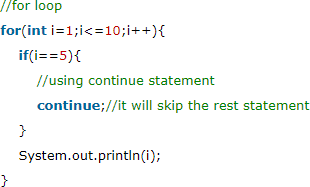 //for loop
for(int i=1;i<=10;i++){
if(i==5){
//using continue statement
continue;//it will skip the rest statement
}
System.out.println(i);
}